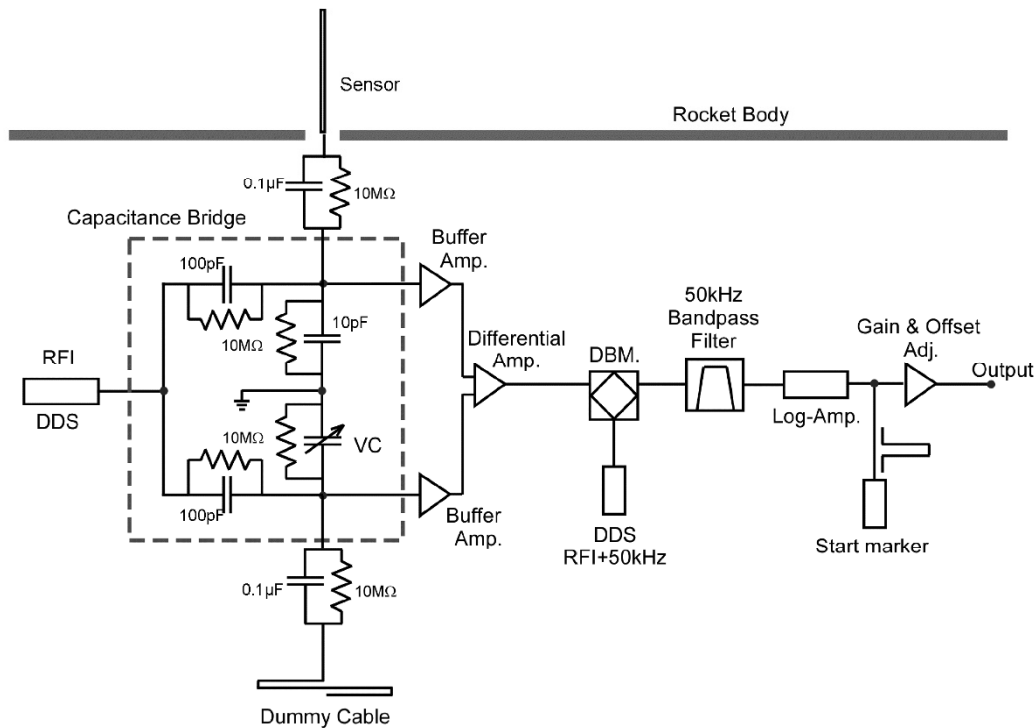 Sensor
Rocket Body
0.1μF
10MΩ
Capacitance Bridge
100pF
Buffer
Amp.
10MΩ
10pF
50kHz
Bandpass
Filter
Differential
Amp.
DBM.
Gain & Offset
Adj.
Output
RFI
DDS
10MΩ
VC
Log-Amp.
100pF
Buffer
Amp.
DDS
RFI+50kHz
Start marker
0.1μF
10MΩ
Dummy Cable